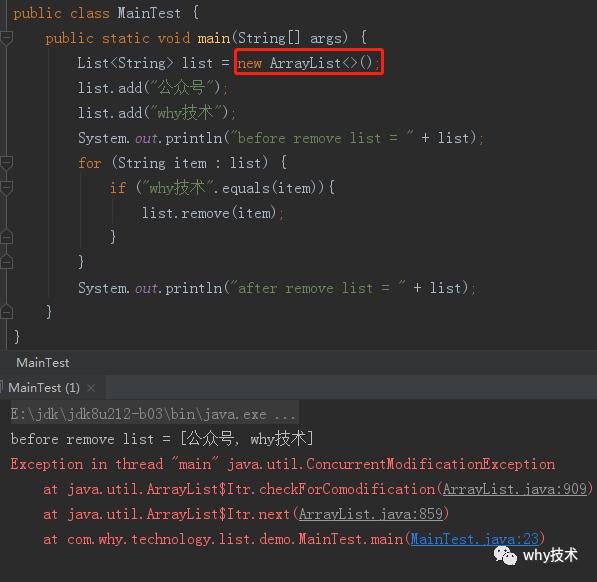 public class MainTest {
public static void main(String[] args) {
List<String> list = new ArrayList<>();
list.add("公众号");
list.add("why技术");
System.out.println("before remove list = " + list);
for (String item : list) {
if ("why技术".equals(item)){
list.remove(item);
}
}
System.out.println("after remove list = " + list);
}
}
MainTest
MainTest (1) ×
E:\jdk\jdk8u212-b03\bin\java.exe ...
before remove list = [公众号, why技术]
Exception in thread "main" java.util.ConcurrentModificationException
at java.util.ArrayList$Itr.checkForComodification(ArrayList.java:909)
at java.util.ArrayList$Itr.next(ArrayList.java:859)
at com.why.technology.list.demo.MainTest.main(MainTest.java:23)
why技术